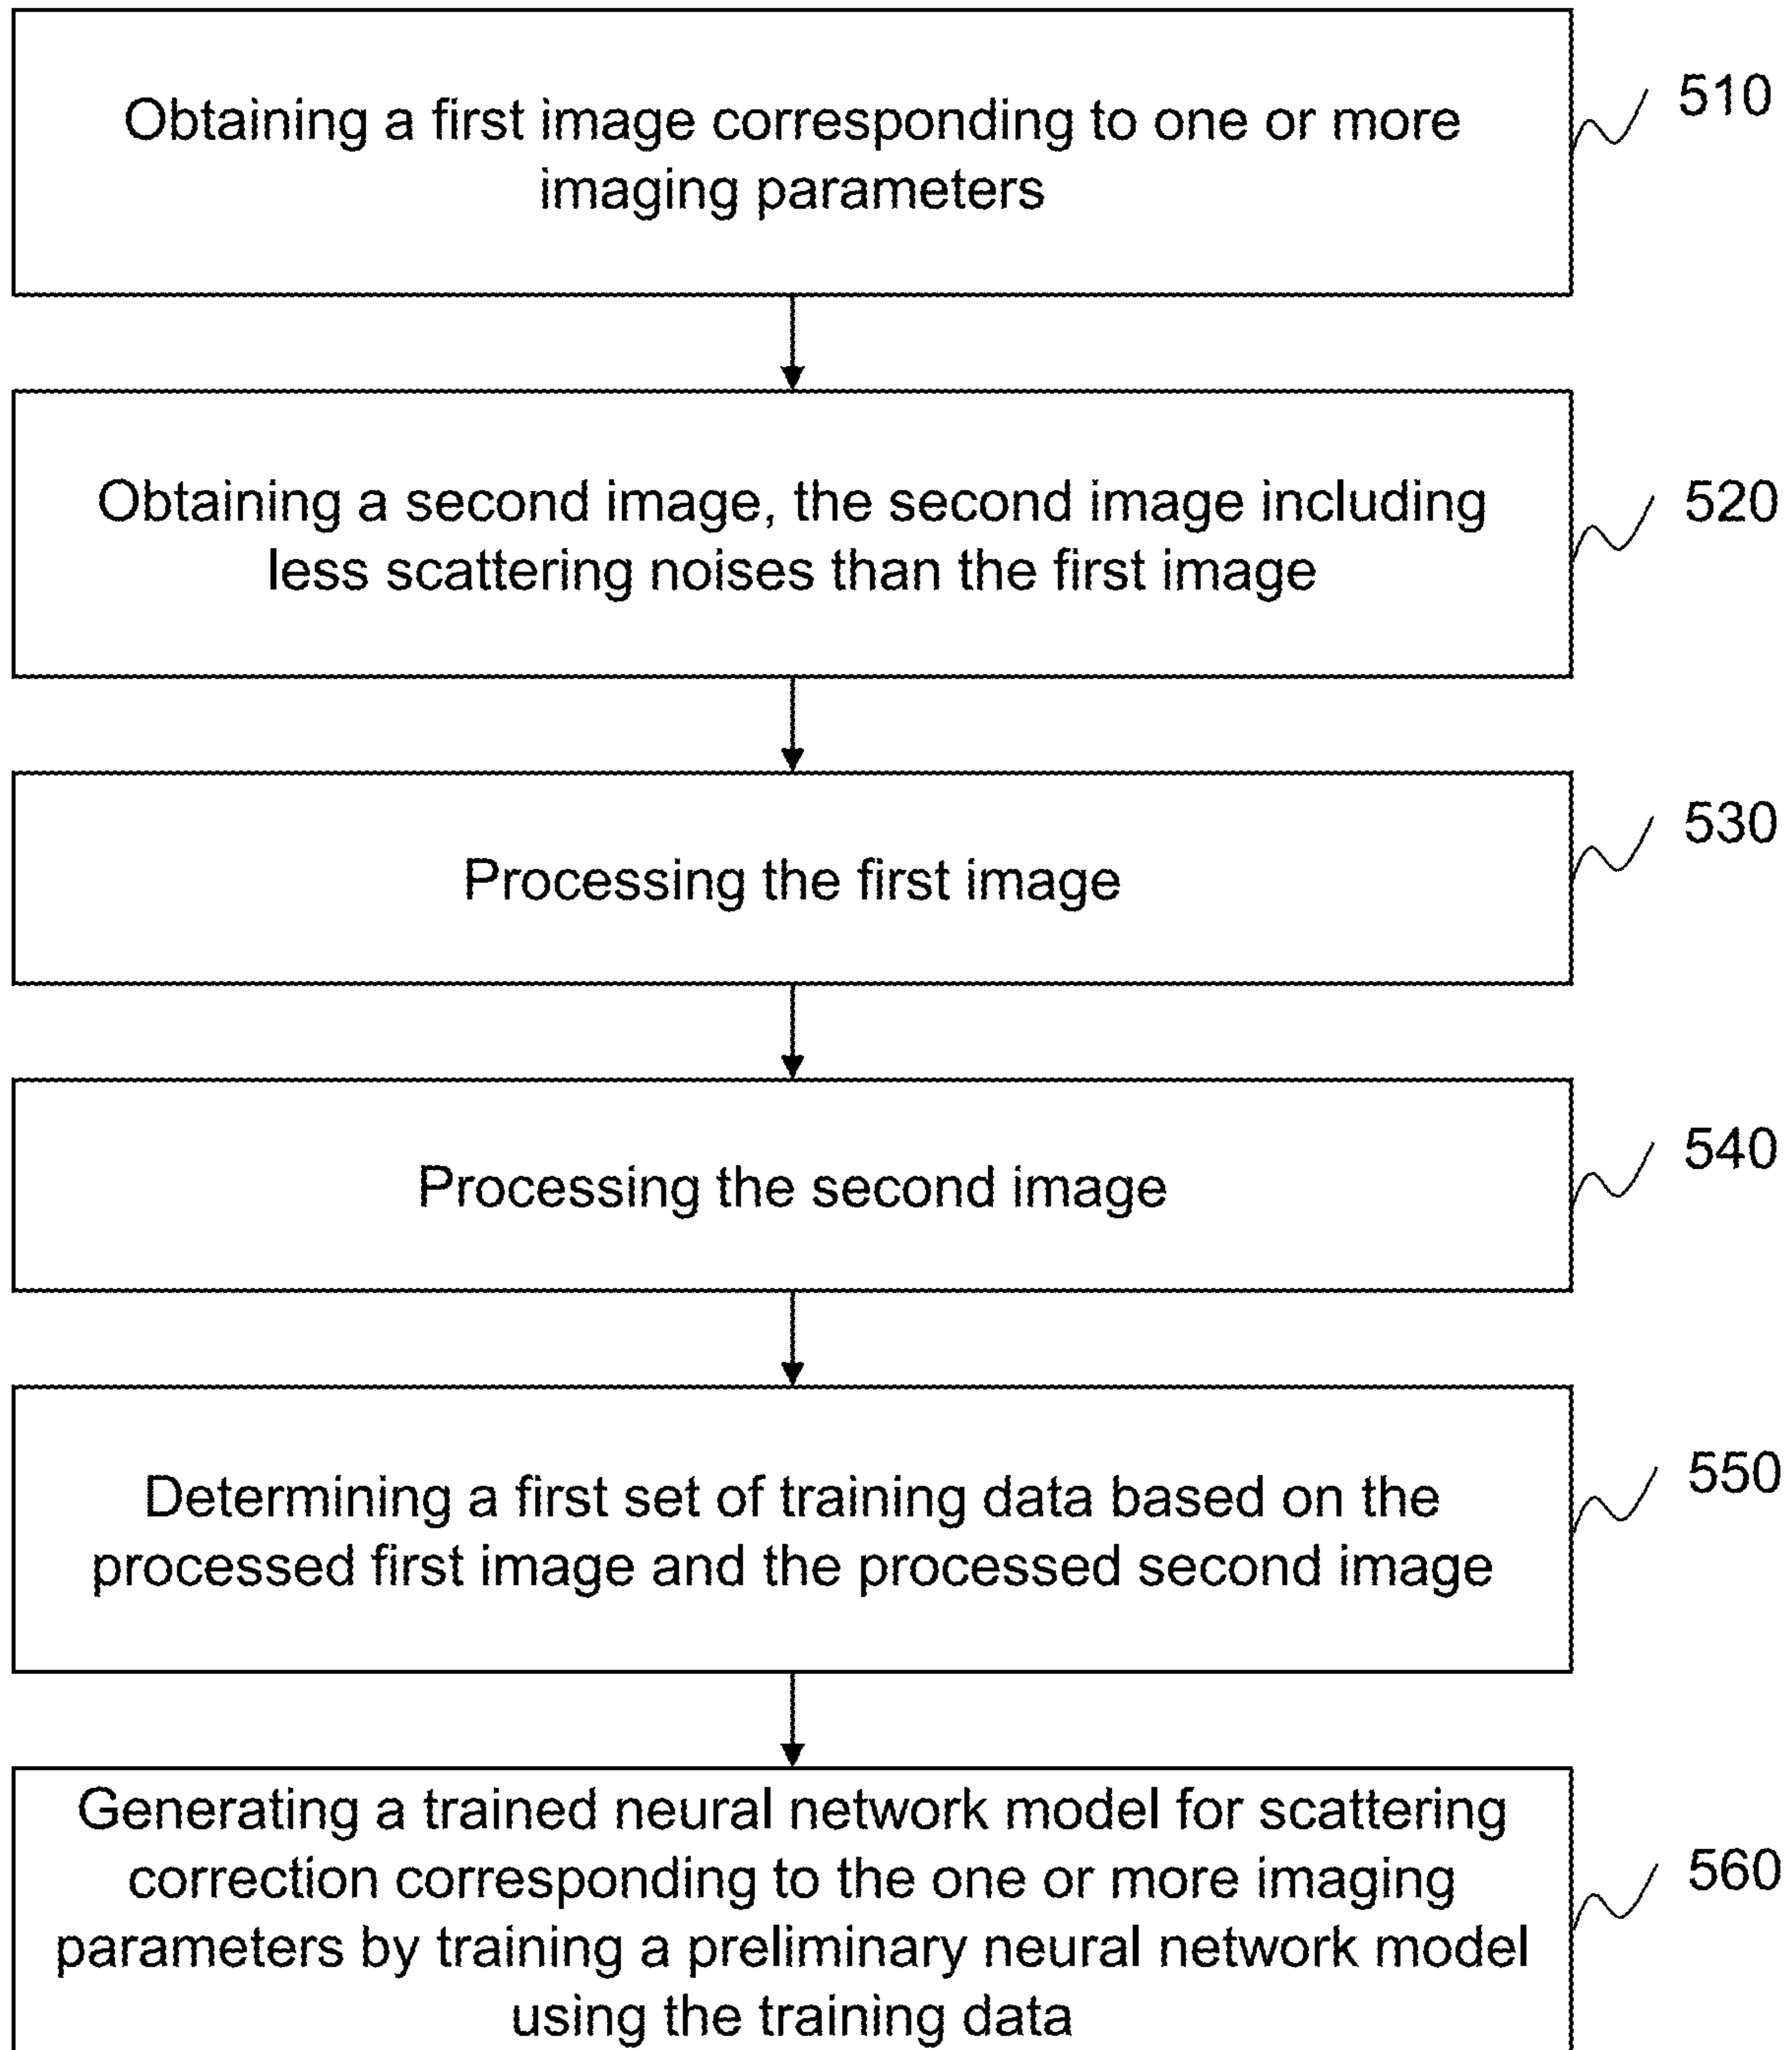 Obtaining a first image corresponding to one or more
imaging parameters
510
Obtaining a second image, the second image including
less scattering noises than the first image
520
Processing the first image
530
Processing the second image
540
Determining a first set of training data based on the
processed first image and the processed second image
550
Generating a trained neural network model for scattering
correction corresponding to the one or more imaging
parameters by training a preliminary neural network model
using the training data
560